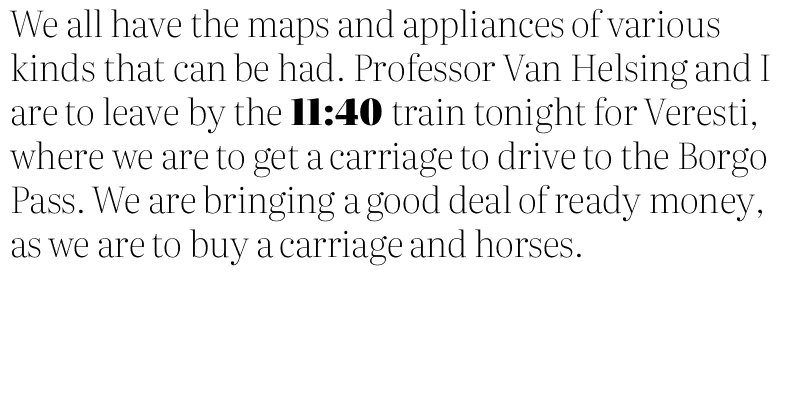 We all have the maps and appliances of various
kinds that can be had. Professor Van Helsing and I
are to leave by the 11:40 train tonight for Veresti,
where we are to get a carriage to drive to the Borgo
Pass. We are bringing a good deal of ready money,
as we are to buy a carriage and horses.